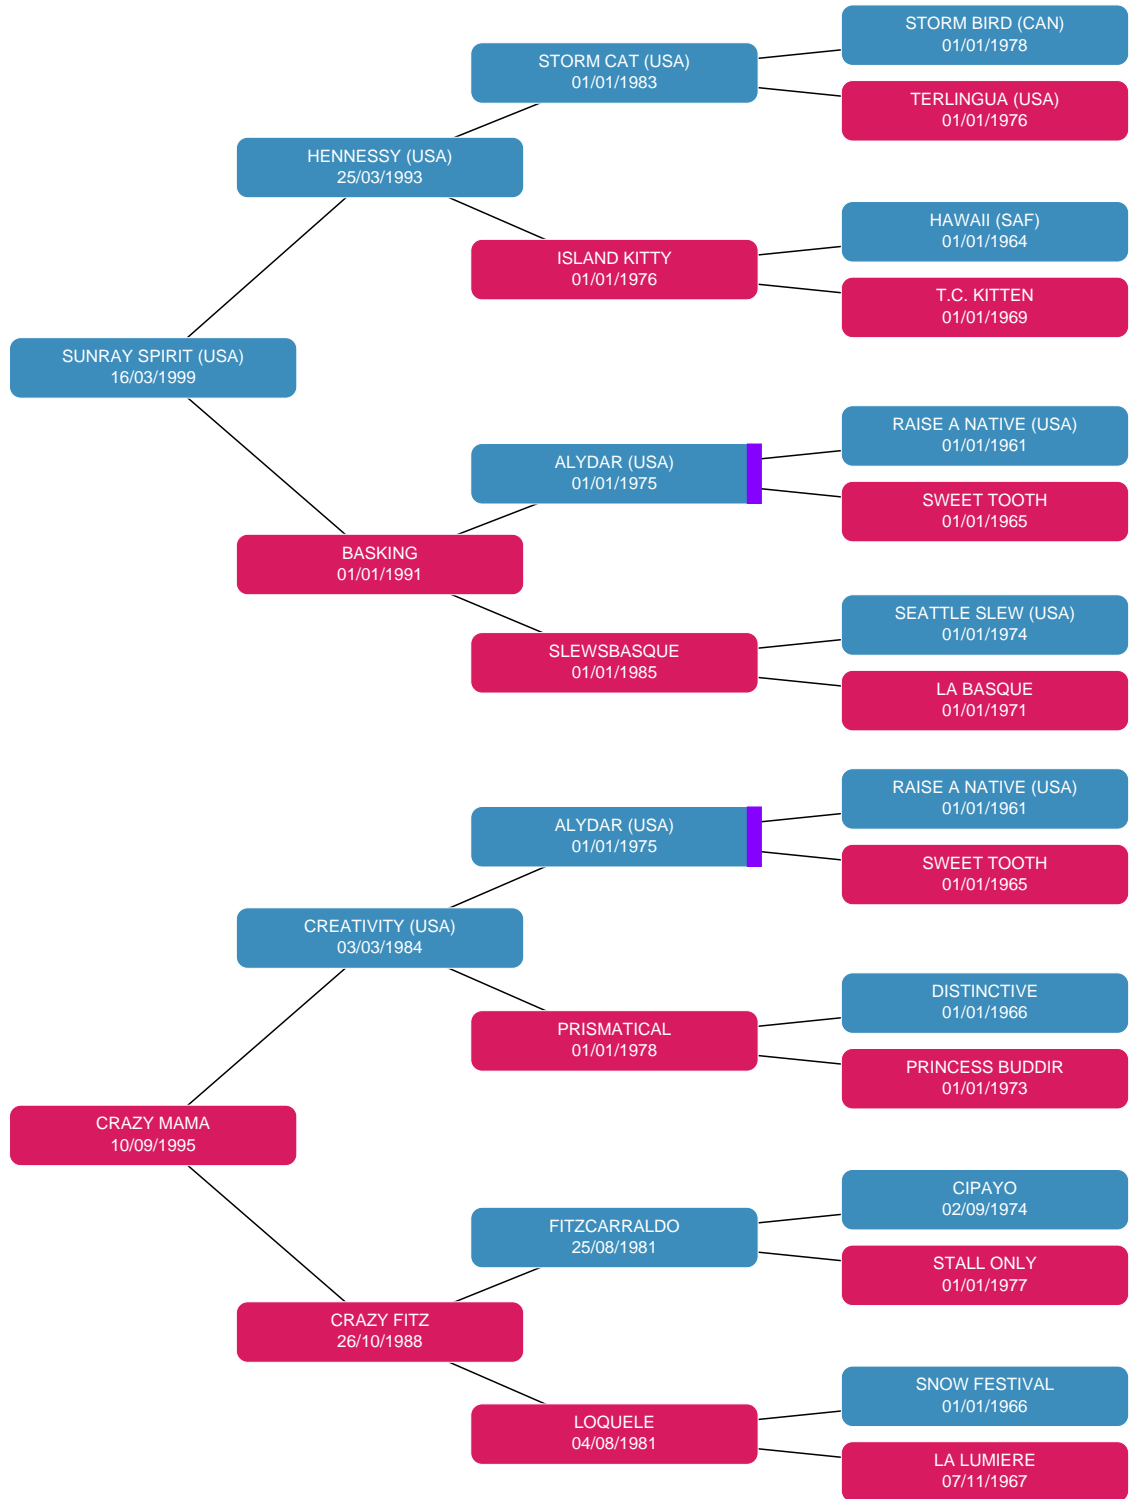 STORM BIRD (CAN)
01/01/1978
STORM CAT (USA)
01/01/1983
TERLINGUA (USA)
01/01/1976
HENNESSY (USA)
25/03/1993
HAWAII (SAF)
01/01/1964
ISLAND KITTY
01/01/1976
T.C. KITTEN
01/01/1969
SUNRAY SPIRIT (USA)
16/03/1999
RAISE A NATIVE (USA)
01/01/1961
ALYDAR (USA)
01/01/1975
SWEET TOOTH
01/01/1965
BASKING
01/01/1991
SEATTLE SLEW (USA)
01/01/1974
SLEWSBASQUE
01/01/1985
LA BASQUE
01/01/1971
RAISE A NATIVE (USA)
01/01/1961
ALYDAR (USA)
01/01/1975
SWEET TOOTH
01/01/1965
CREATIVITY (USA)
03/03/1984
DISTINCTIVE
01/01/1966
PRISMATICAL
01/01/1978
PRINCESS BUDDIR
01/01/1973
CRAZY MAMA
10/09/1995
CIPAYO
02/09/1974
FITZCARRALDO
25/08/1981
STALL ONLY
01/01/1977
CRAZY FITZ
26/10/1988
SNOW FESTIVAL
01/01/1966
LOQUELE
04/08/1981
LA LUMIERE
07/11/1967